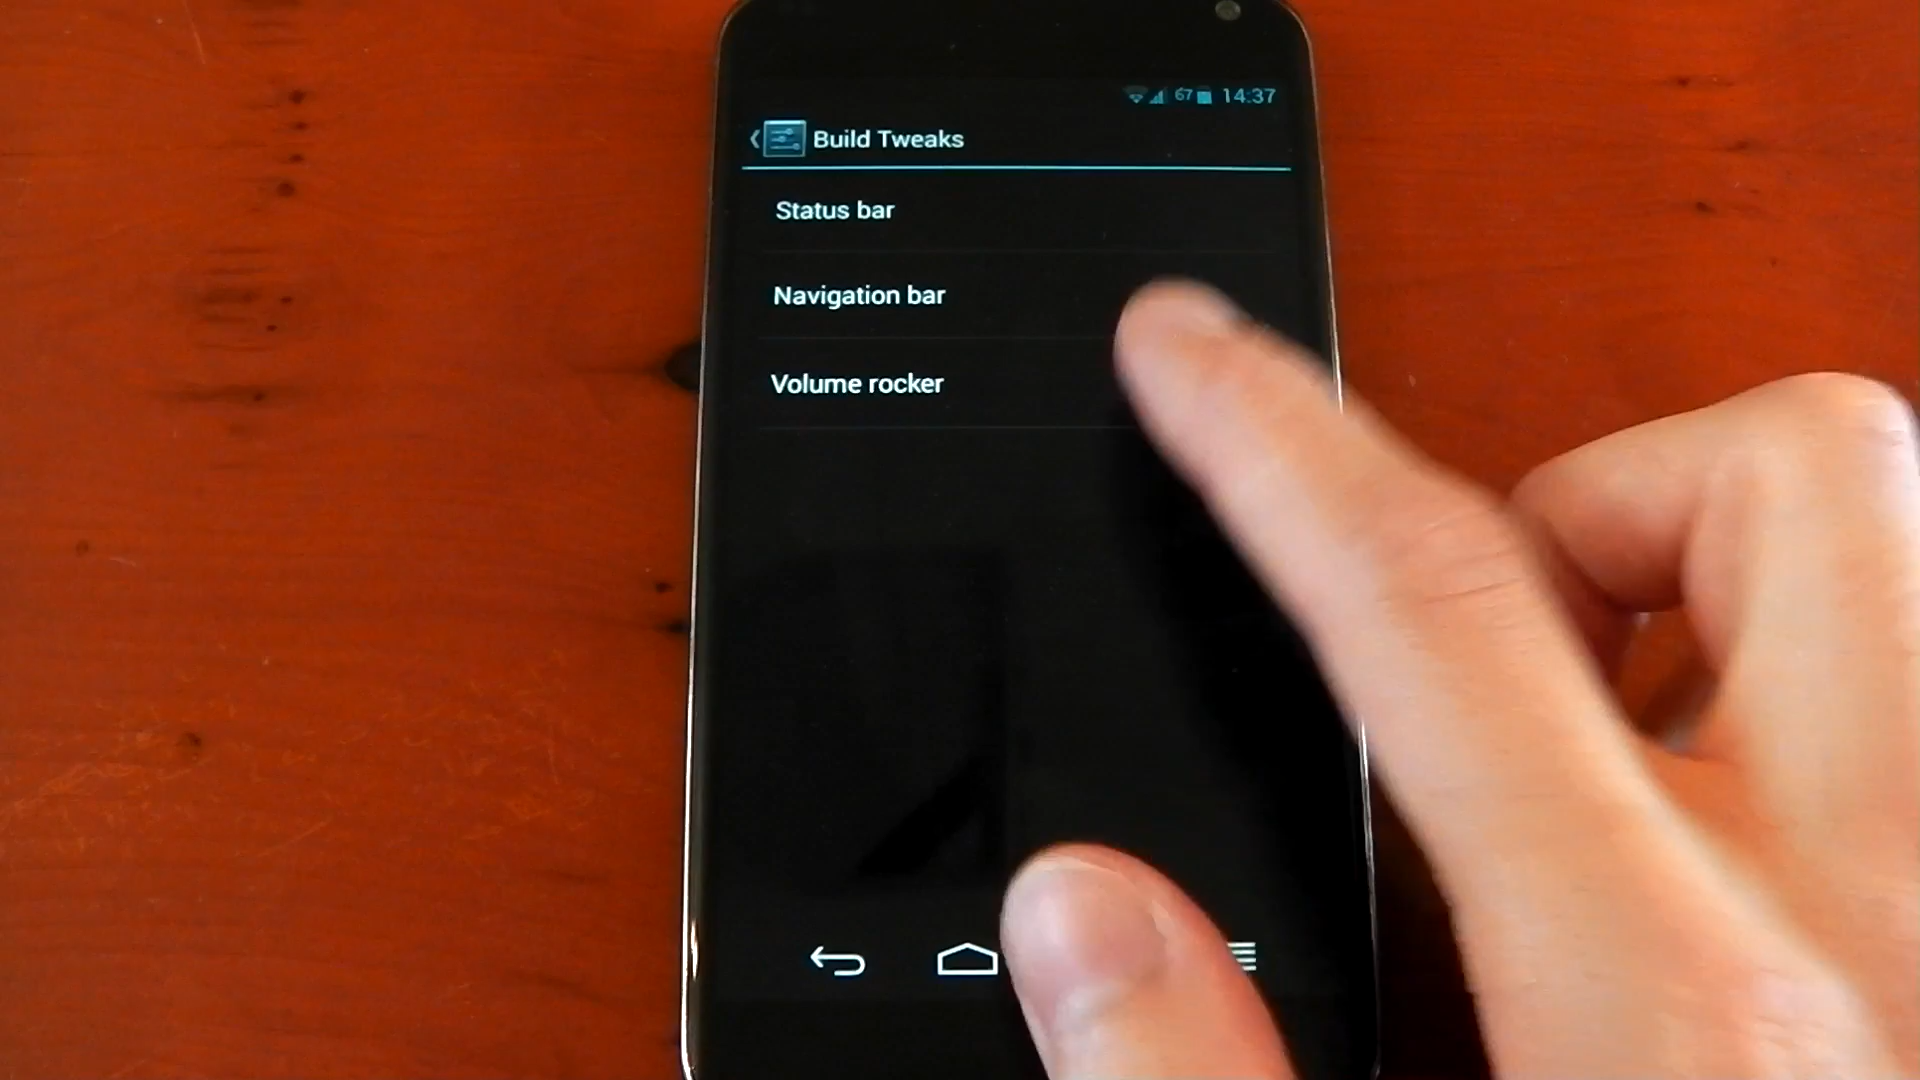 67 14:37
Build Tweaks
Status bar
Navigation bar
Volume rocker